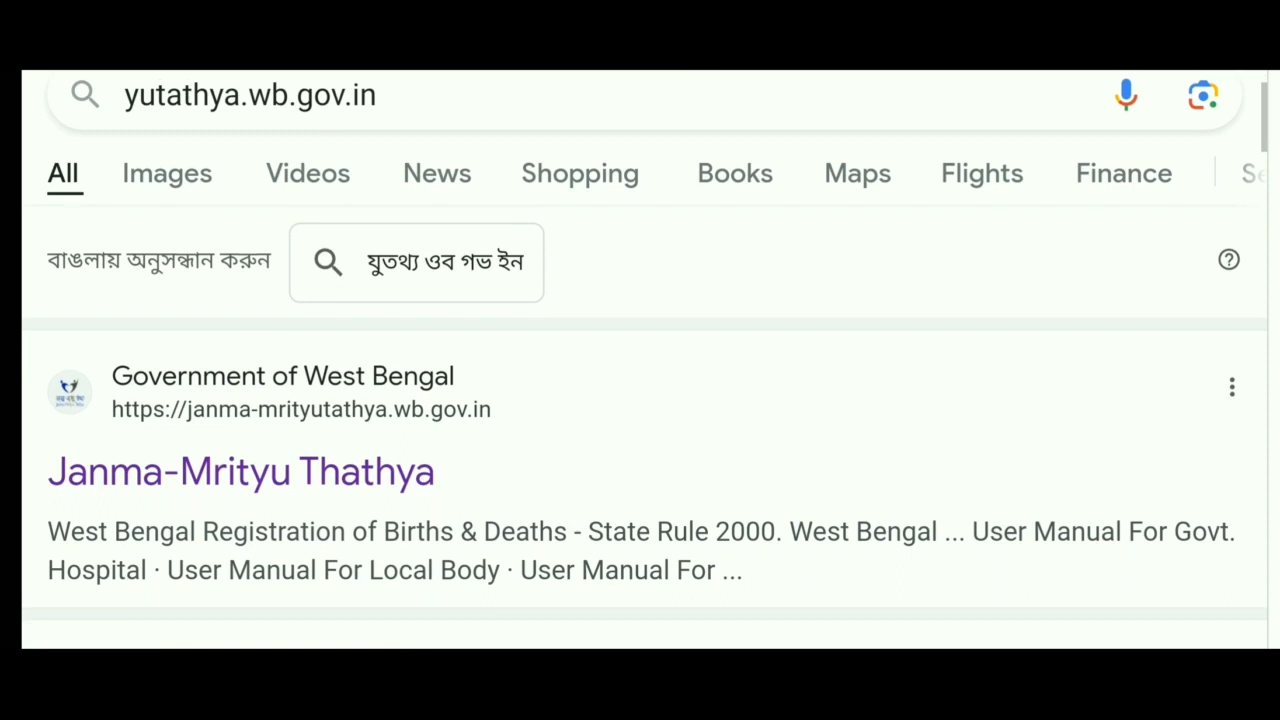 yutathya.wb.gov.in
All Images Videos News Shopping Books Maps Flights Finance
বাঙলায় অনুসন্ধান করুন যুতথ্য ওব গভ ইন
Government of West Bengal
https://janma-mrityutathya.wb.gov.in
Janma-Mrityu Thathya
West Bengal Registration of Births & Deaths - State Rule 2000. West Bengal ... User Manual For Govt.
Hospital · User Manual For Local Body · User Manual For ...